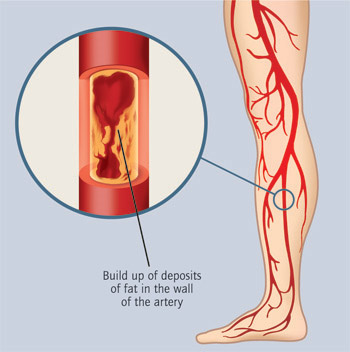 Build up of deposits
of fat in the wall
of the artery